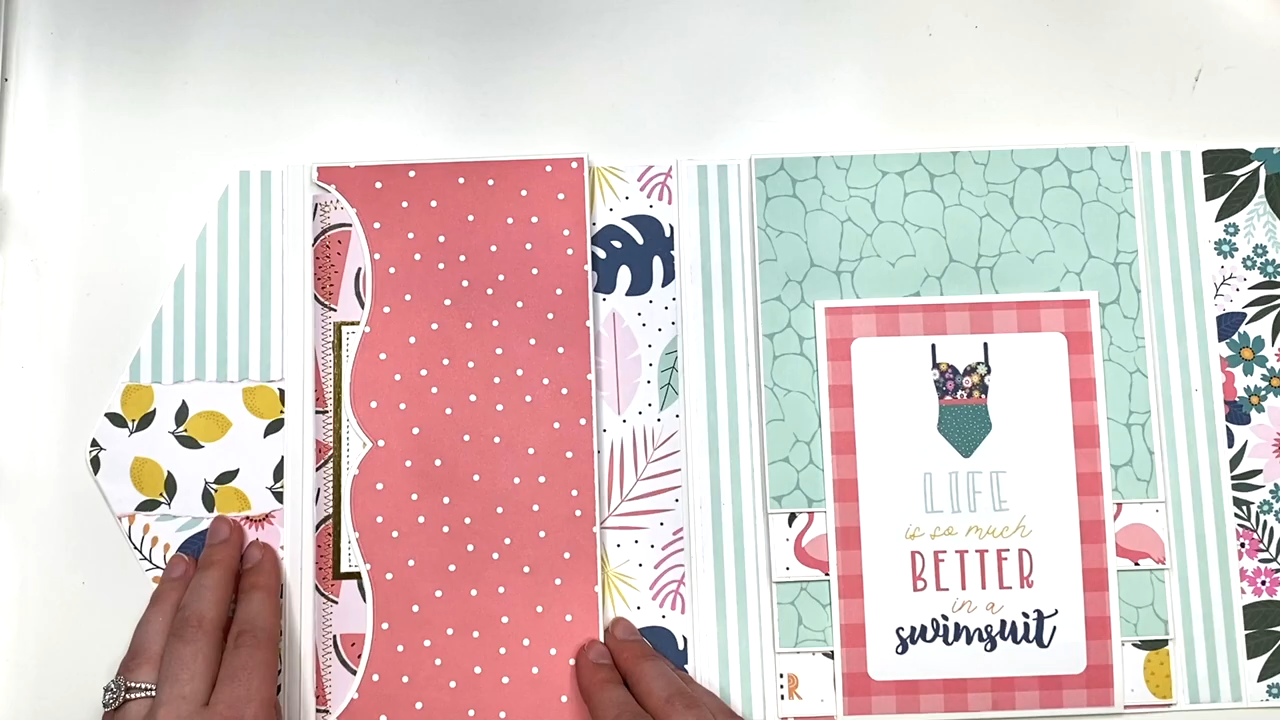 LIFE
is so much
BETTER
in a
swimsuit
R